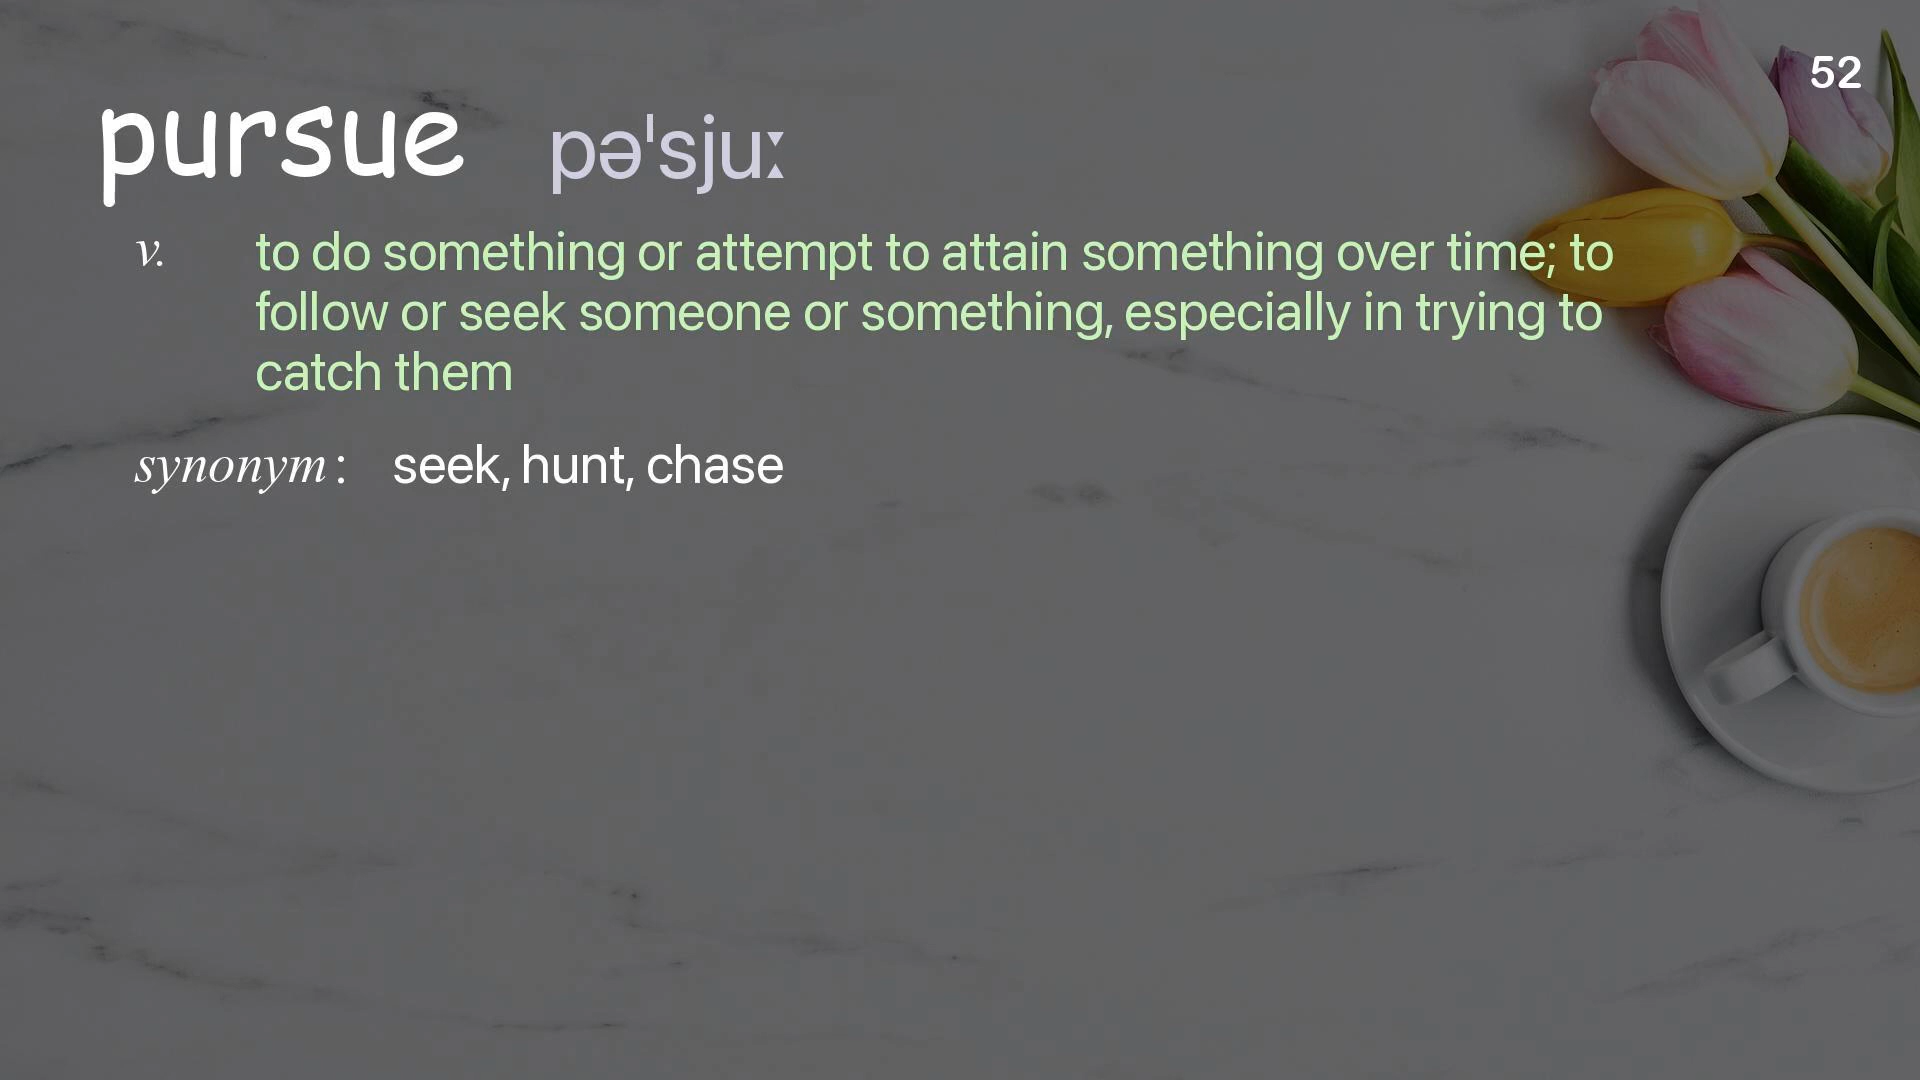 52
pursue pəˈsjuː
v. to do something or attempt to attain something over time; to
follow or seek someone or something, especially in trying to
catch them
synonym : seek, hunt, chase